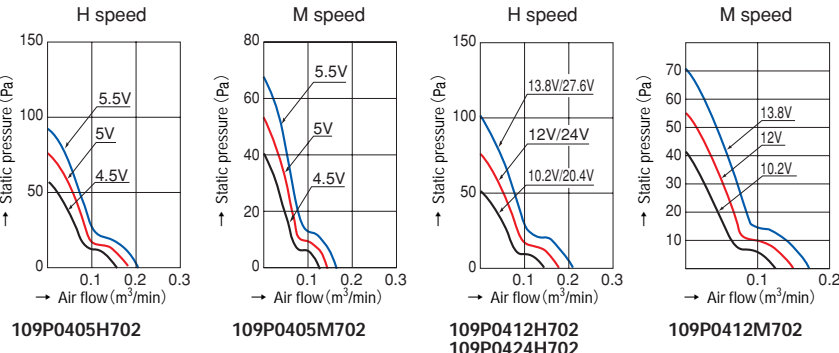 H speed
150
100
50
0
0.1
0.2
0.3
→ Static pressure (Pa)
→ Air flow (m³/min)
5.5V
5V
4.5V
109P0405H702
M speed
80
60
40
20
0
0.1
0.2
0.3
→ Static pressure (Pa)
→ Air flow (m³/min)
5.5V
5V
4.5V
109P0405M702
H speed
150
100
50
0
0.1
0.2
0.3
→ Static pressure (Pa)
→ Air flow (m³/min)
13.8V/27.6V
12V/24V
10.2V/20.4V
109P0412H702
109P0424H702
M speed
70
60
50
40
30
20
10
0.1
0.2
→ Static pressure (Pa)
→ Air flow (m³/min)
13.8V
12V
10.2V
109P0412M702